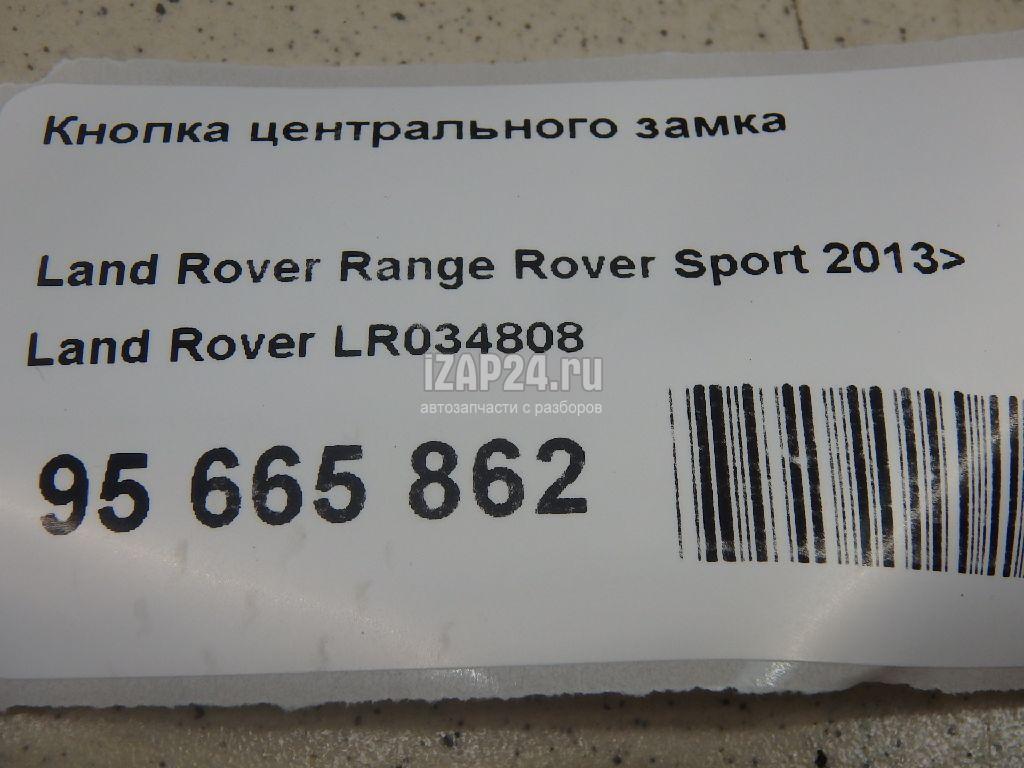 Кнопка центрального замка
Land Rover Range Rover Sport 2013>
Land Rover LR034808
iZAP24.ru
автозапчасти с разборов
95 665 862